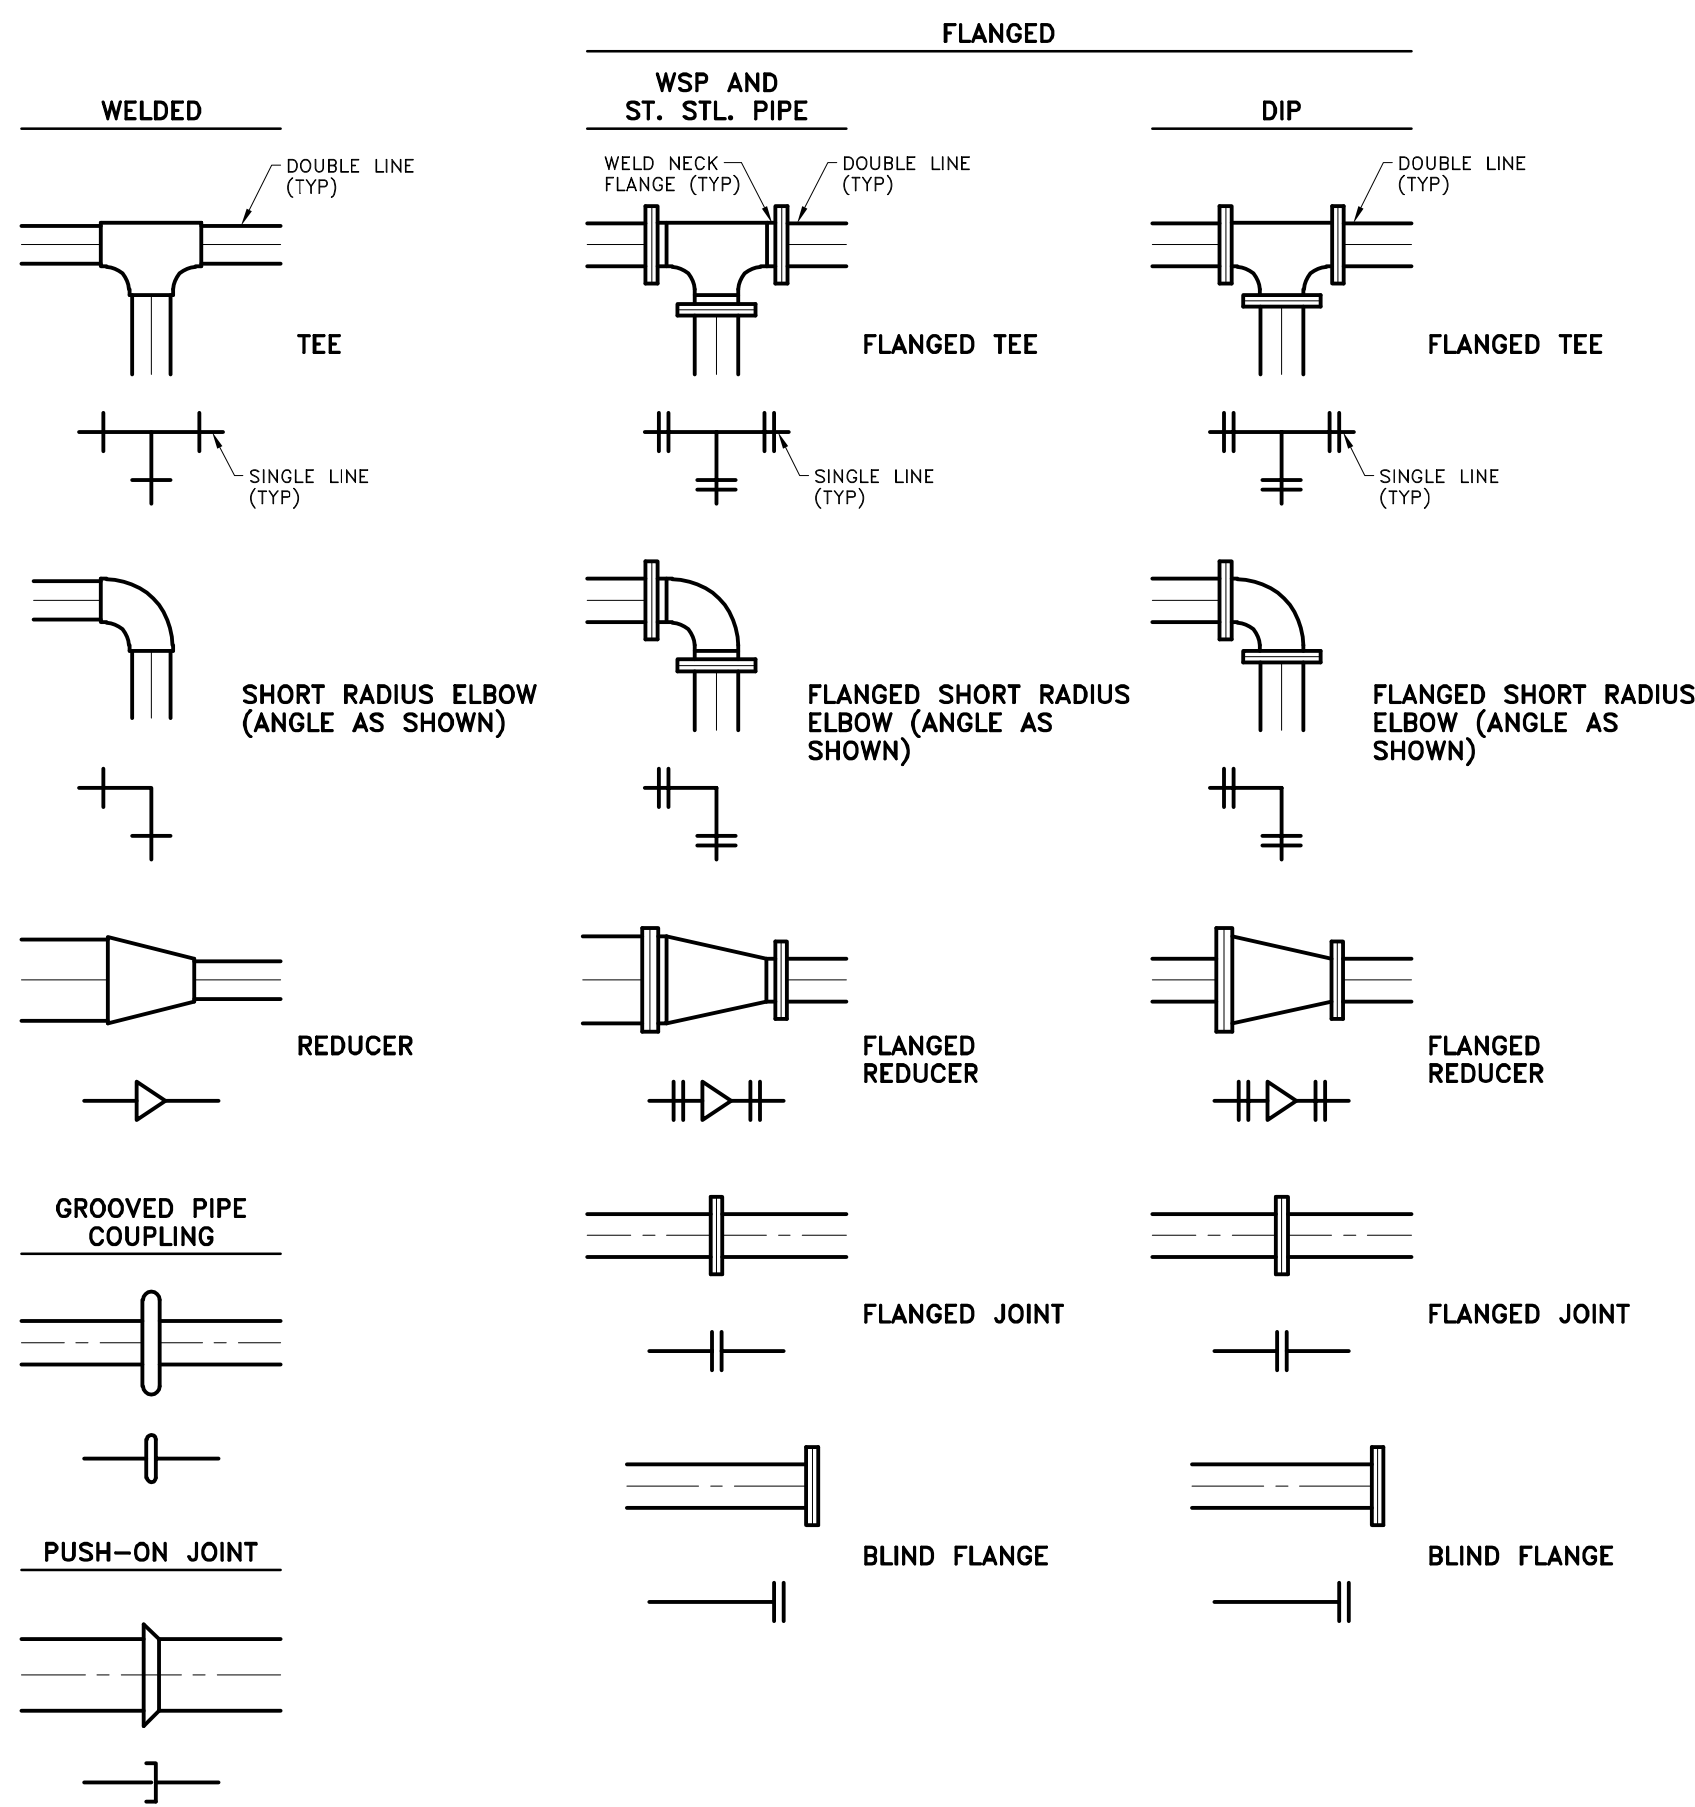 FLANGED
WELDED
WSP AND
ST. STL. PIPE
DIP
DOUBLE LINE
(TYP)
WELD NECK
FLANGE (TYP)
DOUBLE LINE
(TYP)
DOUBLE LINE
(TYP)
TEE
FLANGED TEE
FLANGED TEE
SINGLE LINE
(TYP)
SINGLE LINE
(TYP)
SINGLE LINE
(TYP)
SHORT RADIUS ELBOW
(ANGLE AS SHOWN)
FLANGED SHORT RADIUS
ELBOW (ANGLE AS
SHOWN)
FLANGED SHORT RADIUS
ELBOW (ANGLE AS
SHOWN)
REDUCER
FLANGED
REDUCER
FLANGED
REDUCER
GROOVED PIPE
COUPLING
FLANGED JOINT
FLANGED JOINT
PUSH-ON JOINT
BLIND FLANGE
BLIND FLANGE